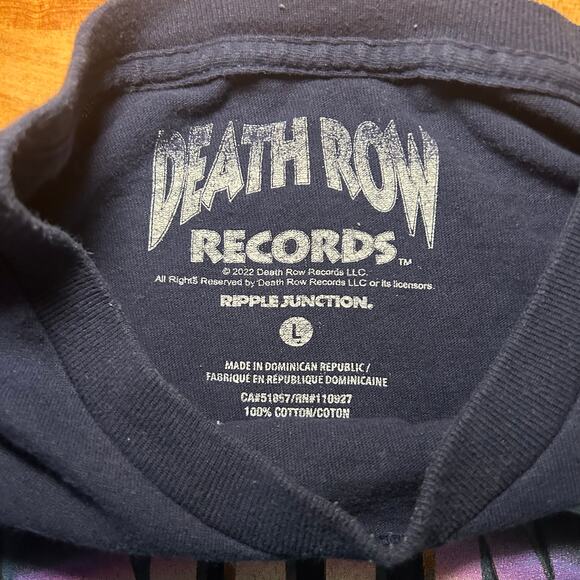 DEATH ROW
RECORDS™
© 2022 Death Row Records LLC.
All Rights Reserved by Death Row Records LLC or its licensors.
RIPPLE JUNCTION®
L
MADE IN DOMINICAN REPUBLIC/
FABRIQUÉ EN RÉPUBLIQUE DOMINICAINE
CA#51867/RN#110927
100% COTTON/COTON